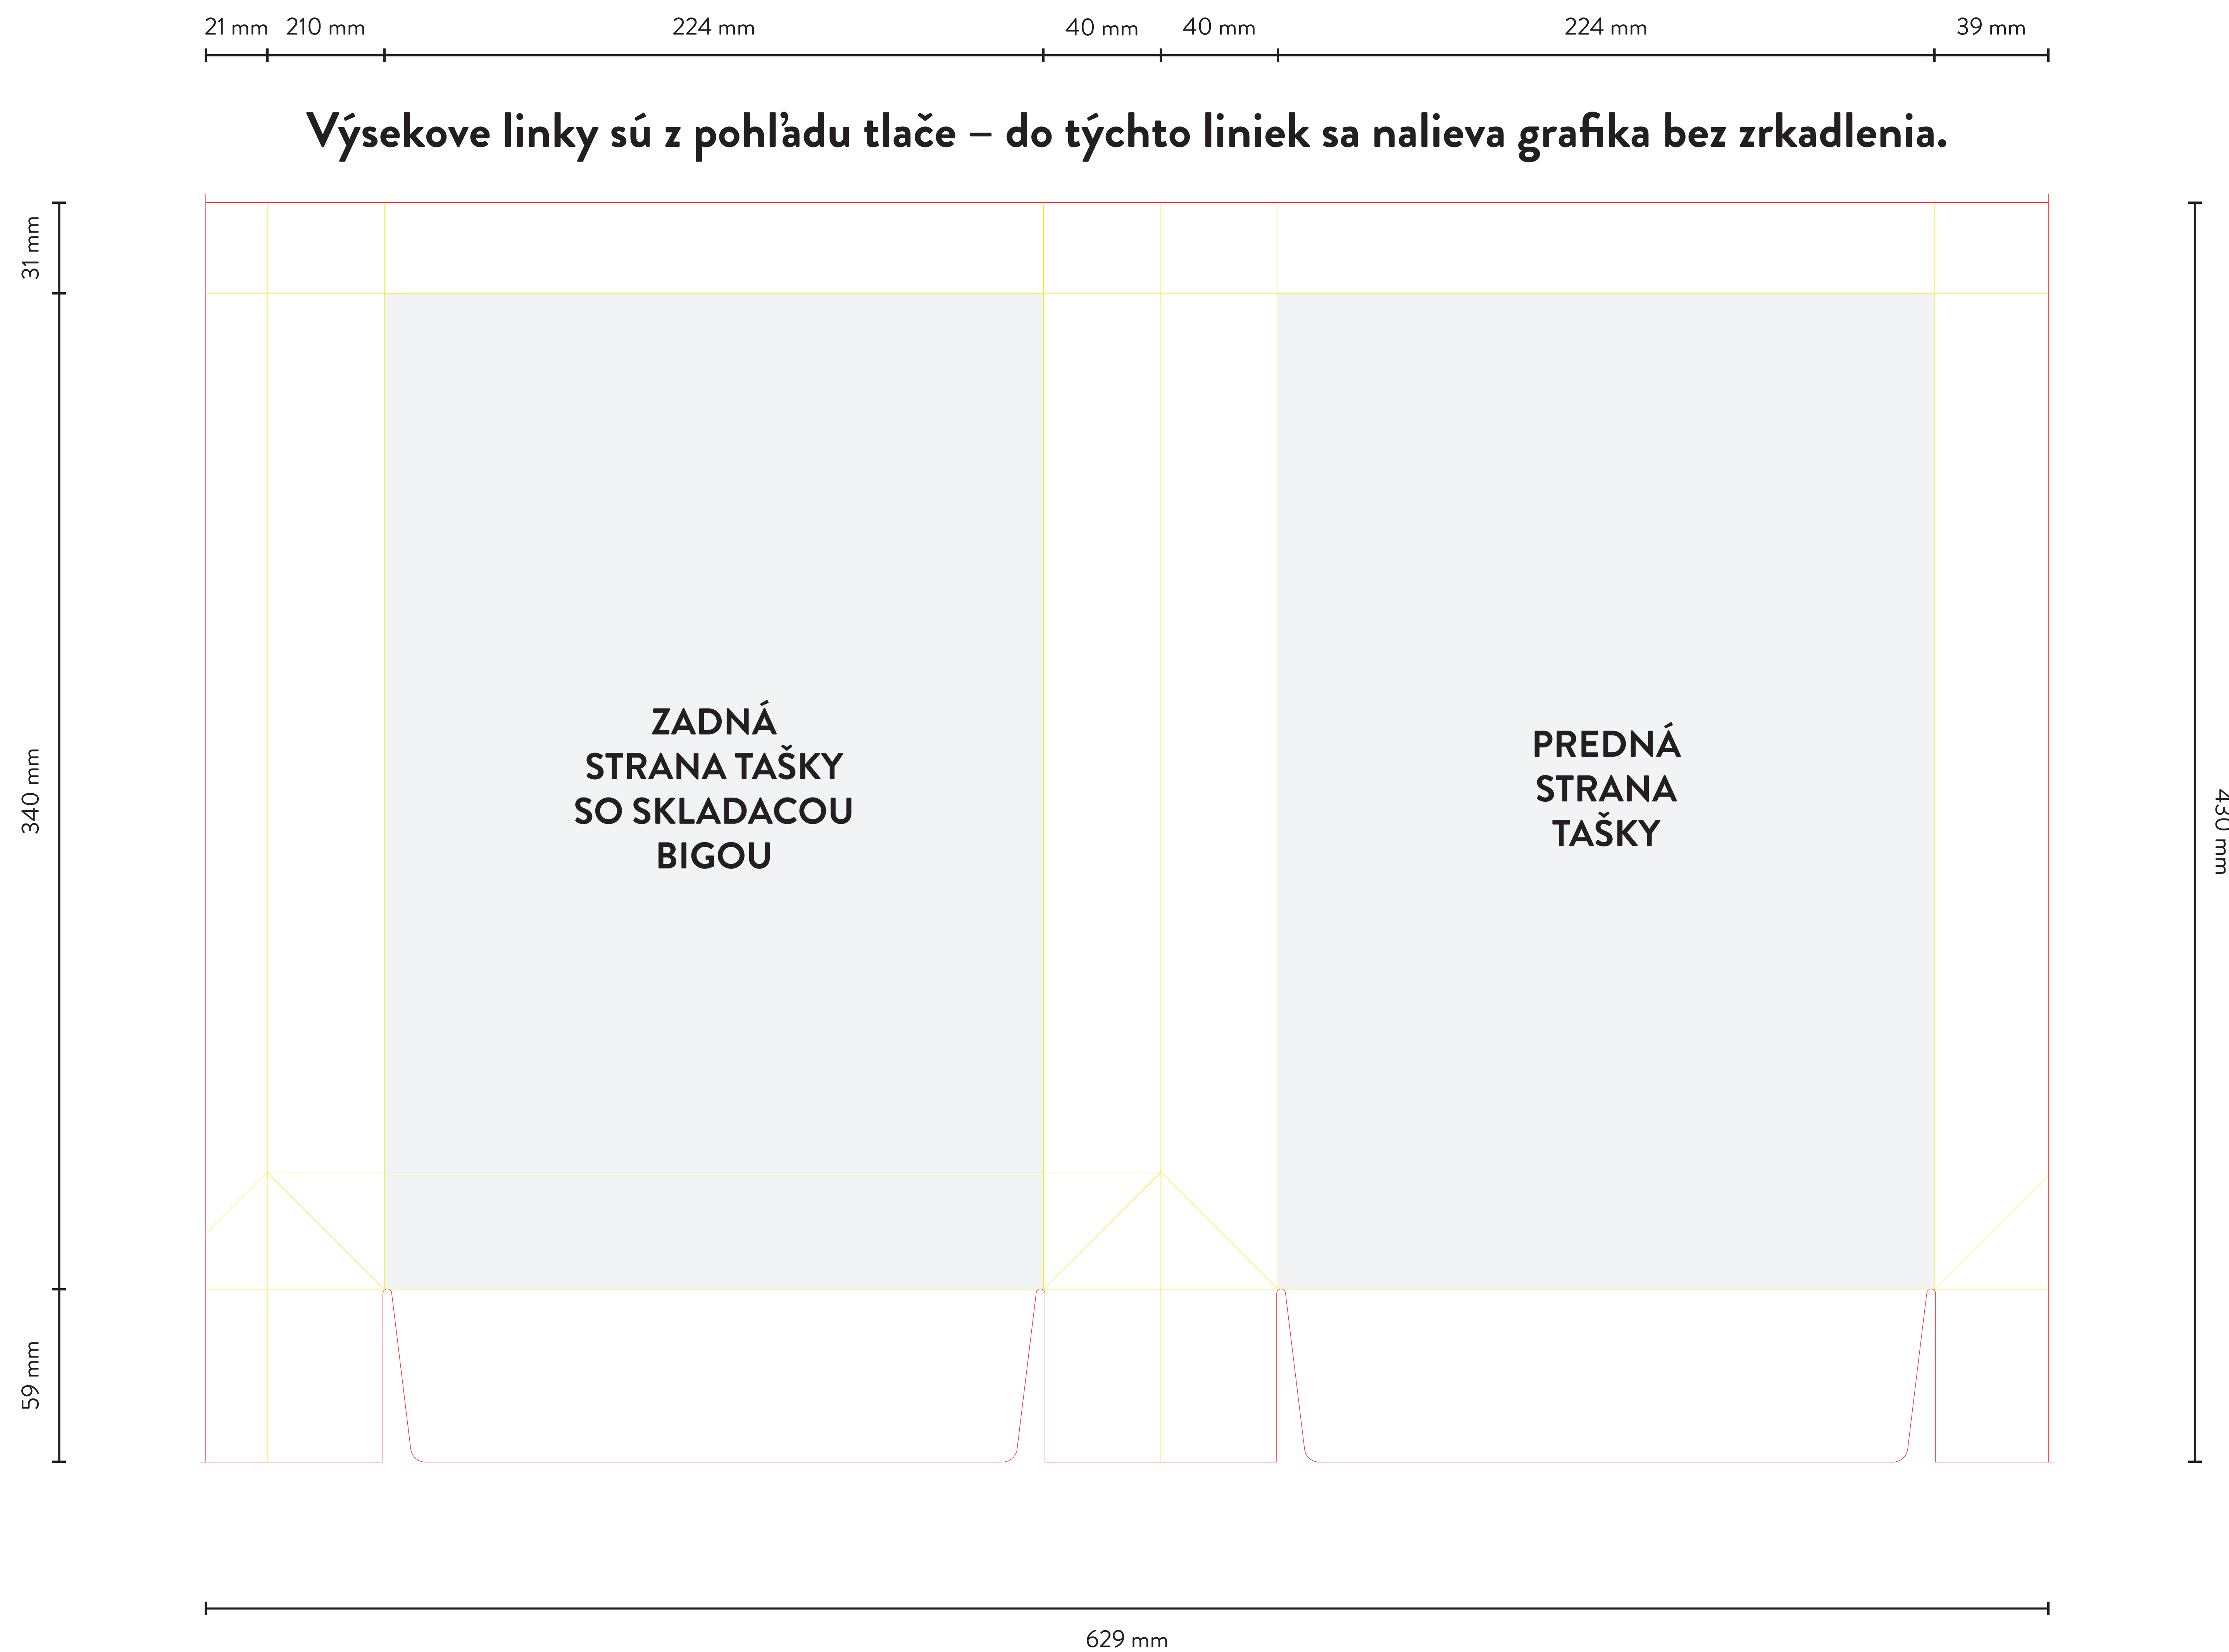 21 mm 210 mm 224 mm 40 mm 40 mm 224 mm 39 mm
Výsekove linky sú z pohľadu tlače – do týchto liniek sa nalieva grafika bez zrkadlenia.
31 mm
340 mm
59 mm
430 mm
ZADNÁ
STRANA TAŠKY
SO SKLADACOU
BIGOU
PREDNÁ
STRANA
TAŠKY
629 mm